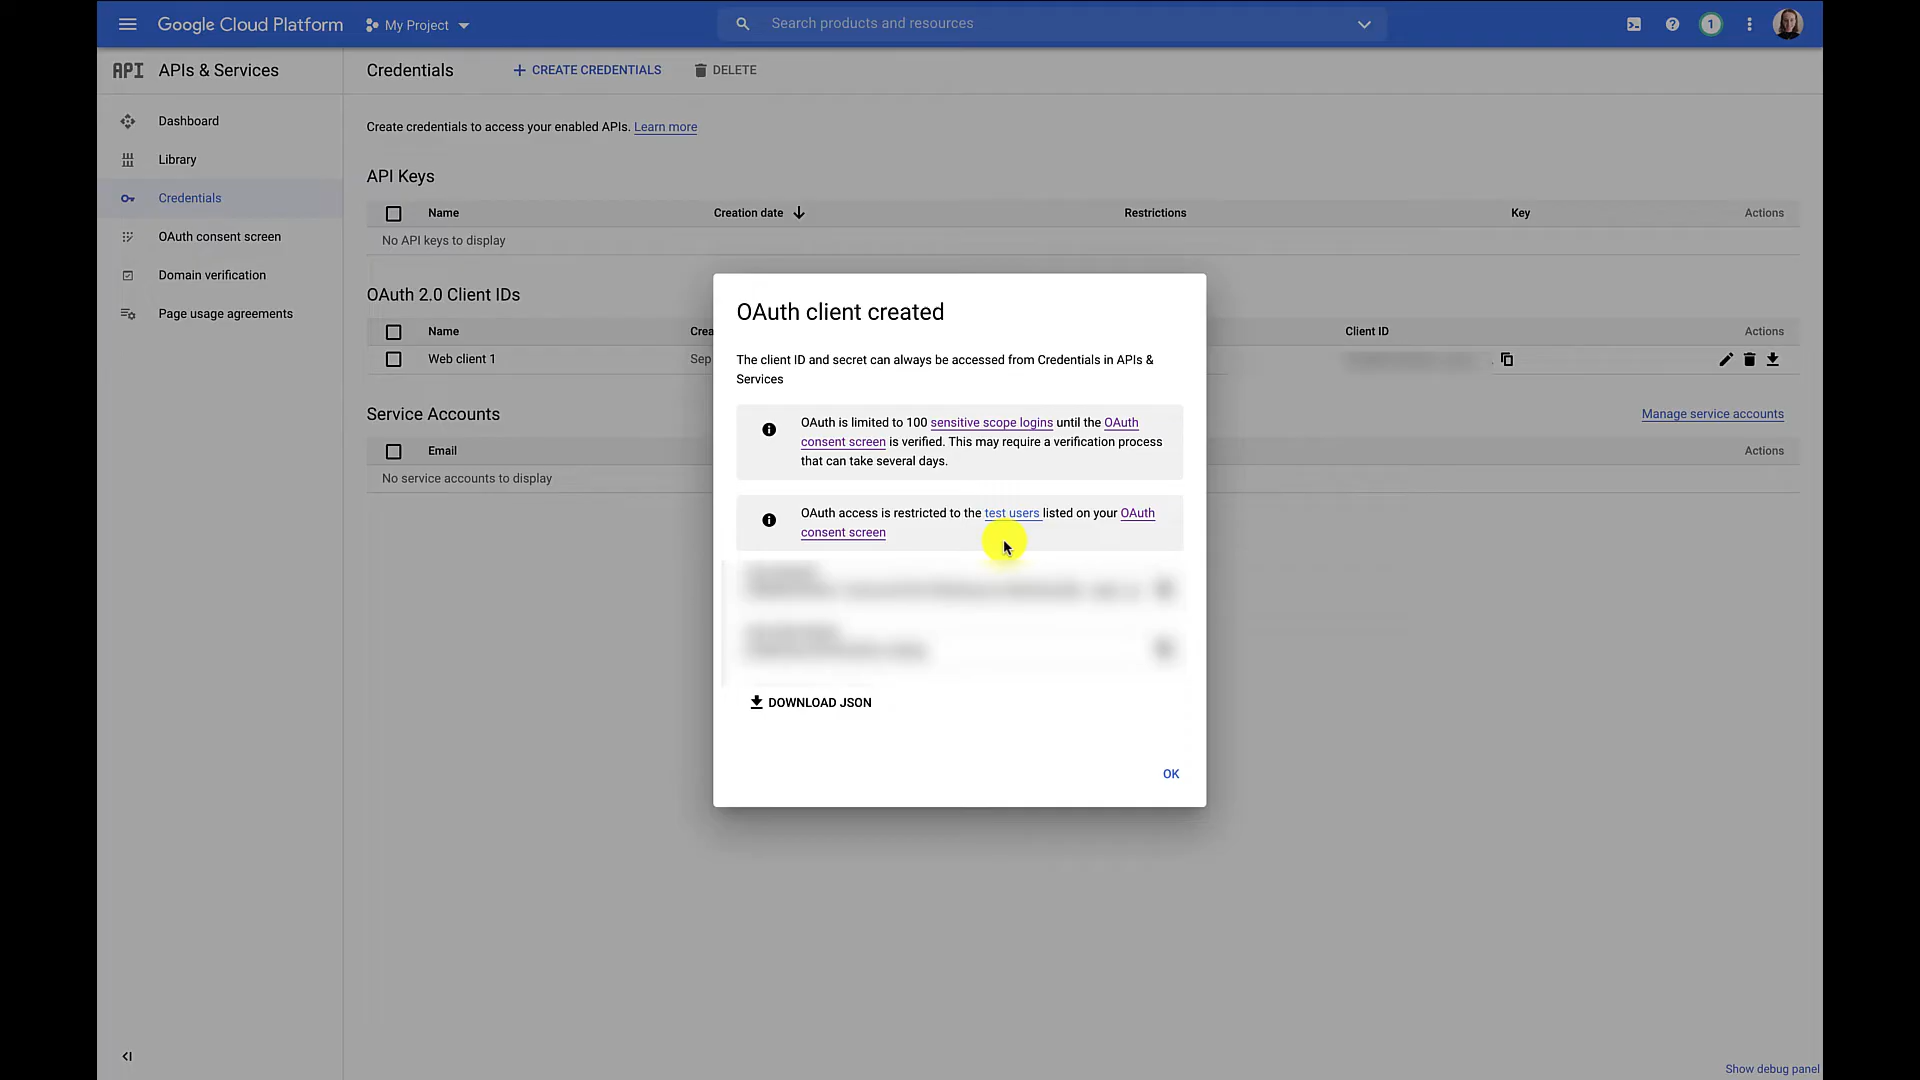 Google Cloud Platform My Project Search products and resources 1
API APIs & Services Credentials + CREATE CREDENTIALS DELETE
Dashboard
Library
Credentials
OAuth consent screen
Domain verification
Page usage agreements
Create credentials to access your enabled APIs. Learn more
API Keys
Name Creation date Restrictions Key Actions
No API keys to display
OAuth 2.0 Client IDs
Name Crea Client ID Actions
Web client 1 Sep
Service Accounts Manage service accounts
Email Actions
No service accounts to display
OAuth client created
The client ID and secret can always be accessed from Credentials in APIs &
Services
OAuth is limited to 100 sensitive scope logins until the OAuth
consent screen is verified. This may require a verification process
that can take several days.
OAuth access is restricted to the test users listed on your OAuth
consent screen
DOWNLOAD JSON
OK
Show debug panel